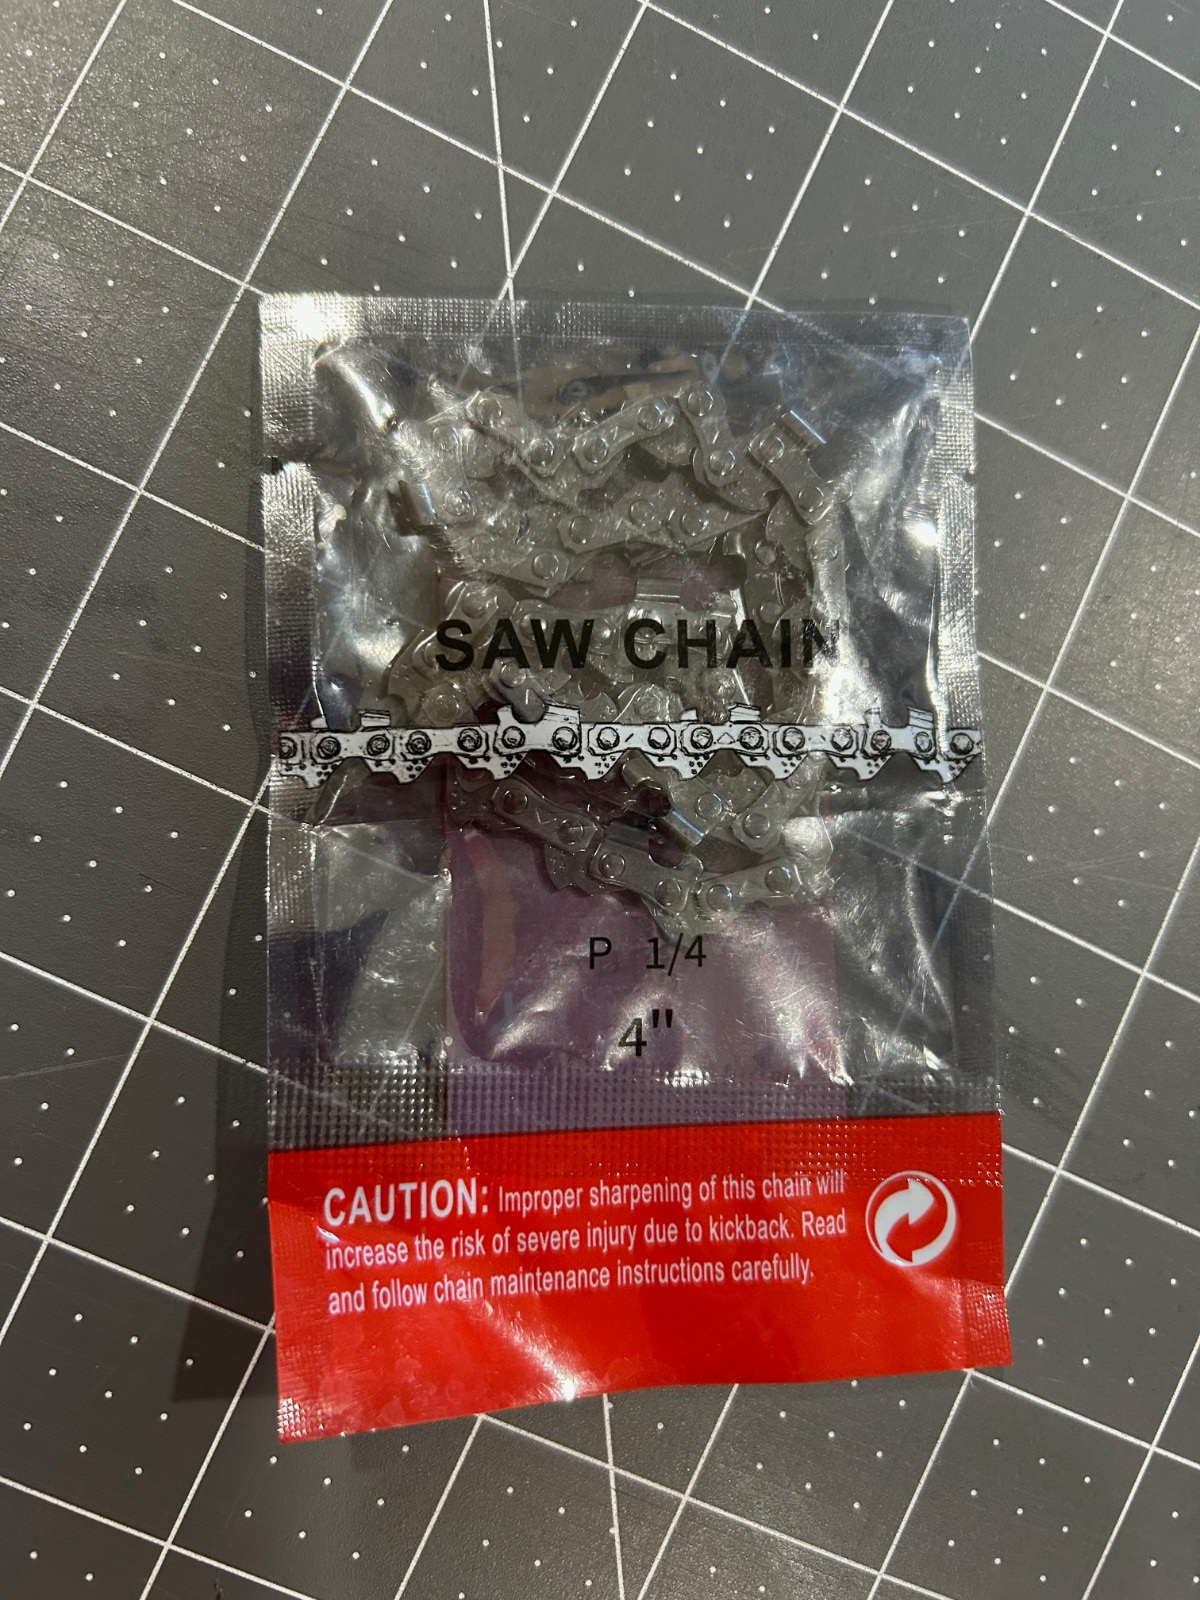 SAW CHAIN
P 1/4
4"
CAUTION: Improper sharpening of this chain will
increase the risk of severe injury due to kickback. Read
and follow chain maintenance instructions carefully.